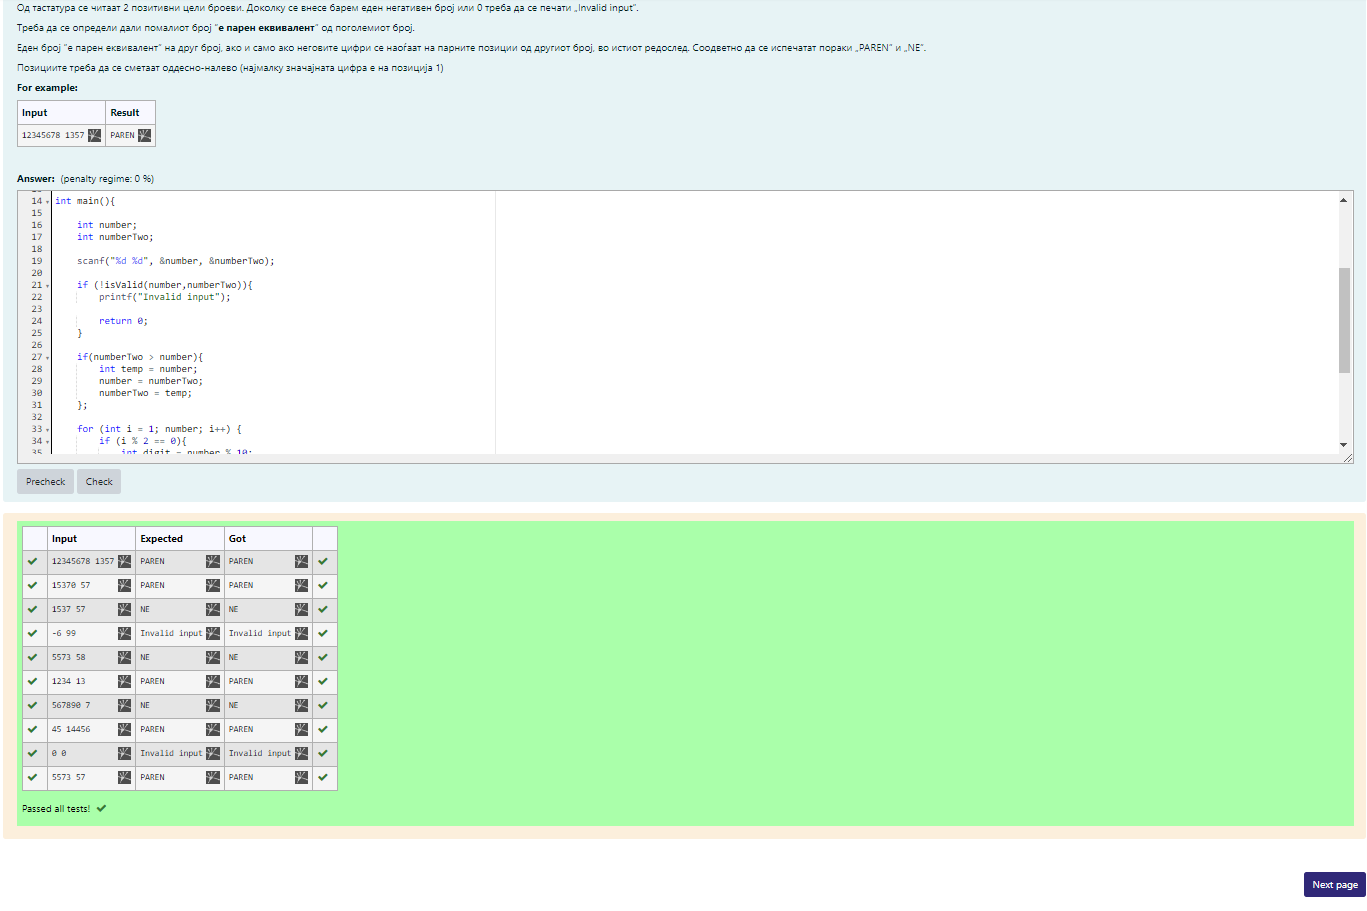 Од тастатура се читаат 2 позитивни цели броеви. Доколку се внесе барем еден негативен број или 0 треба да се печати „Invalid input“.
Треба да се определи дали помалиот број "е парен еквивалент" од поголемиот број.
Еден број "е парен еквивалент" на друг број, ако и само ако неговите цифри се наоѓаат на парните позиции од другиот број, во истиот редослед. Соодветно да се испечатат пораки „PAREN“ и „NE“.
Позициите треба да се сметаат оддесно-налево (најмалку значајната цифра е на позиција 1)
For example:
Input Result
12345678 1357 PAREN
Answer: (penalty regime: 0 %)
14 int main(){
15
16 int number;
17 int numberTwo;
18
19 scanf("%d %d", &number, &numberTwo);
20
21 if (!isValid(number,numberTwo)){
22 printf("Invalid input");
23
24 return 0;
25 }
26
27 if(numberTwo > number){
28 int temp = number;
29 number = numberTwo;
30 numberTwo = temp;
31 };
32
33 for (int i = 1; number; i++) {
34 if (i % 2 == 0){
35 int digit = number % 10;
Precheck Check
Input Expected Got
12345678 1357 PAREN PAREN
15370 57 PAREN PAREN
1537 57 NE NE
-6 99 Invalid input Invalid input
5573 58 NE NE
1234 13 PAREN PAREN
567890 7 NE NE
45 14456 PAREN PAREN
0 0 Invalid input Invalid input
5573 57 PAREN PAREN
Passed all tests!
Next page